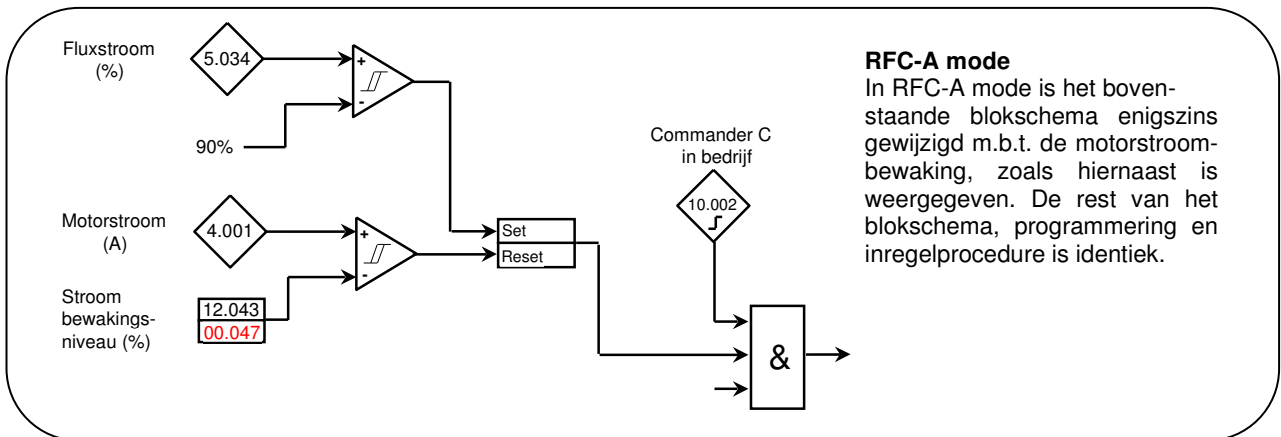 Fluxstroom
(%)
5.034
+
-
90%
Motorstroom
(A)
4.001
+
-
Stroom
bewakings-
niveau (%)
12.043
00.047
Set
Reset
Commander C
in bedrijf
10.002
&
RFC-A mode
In RFC-A mode is het boven-
staande blokschema enigszins
gewijzigd m.b.t. de motorstroom-
bewaking, zoals hiernaast is
weergegeven. De rest van het
blokschema, programmering en
inregelprocedure is identiek.